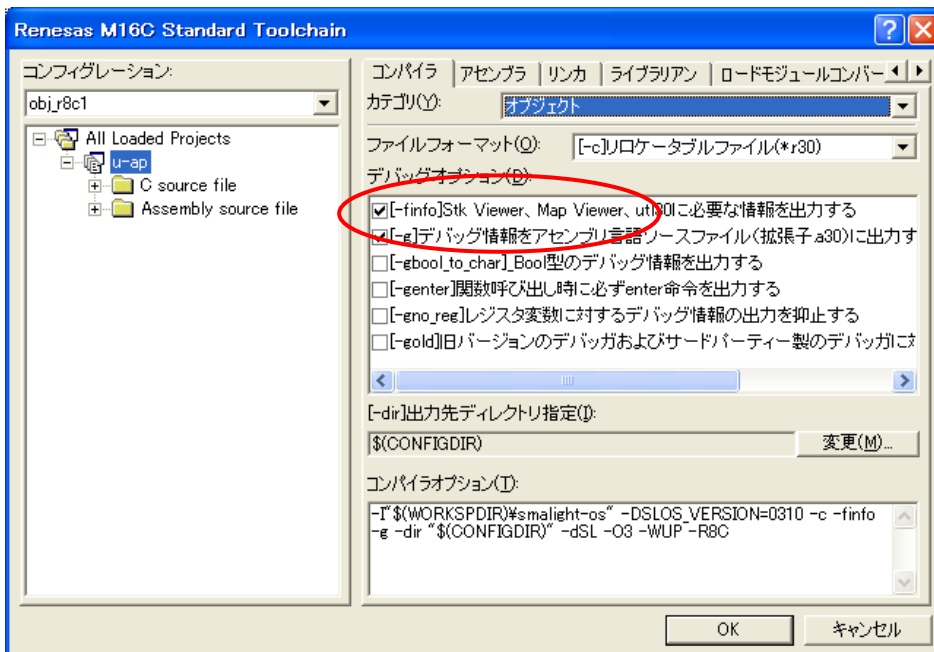 Renesas M16C Standard Toolchain
コンフィグレーション:
obj_r8c1
All Loaded Projects
u-ap
C source file
Assembly source file
コンパイラ アセンブラ リンカ ライブラリアン ロードモジュールコンバー
カテゴリ(Y): オブジェクト
ファイルフォーマット(O): [-c]リロケータブルファイル(*.r30)
デバッグオプション(D):
[-finfo]Stk Viewer、Map Viewer、utl30に必要な情報を出力する
[-g]デバッグ情報をアセンブリ言語ソースファイル(拡張子.a30)に出力す
[-gbool_to_char]_Bool型のデバッグ情報を出力する
[-genter]関数呼び出し時に必ずenter命令を出力する
[-gno_reg]レジスタ変数に対するデバッグ情報の出力を抑止する
[-gold]旧バージョンのデバッガおよびサードパーティー製のデバッガに対
[-dir]出力先ディレクトリ指定(I):
$(CONFIGDIR) 変更(M)...
コンパイラオプション(T):
-I"$(WORKSPDIR)¥smalight-os" -DSLOS_VERSION=0310 -c -finfo
-g -dir "$(CONFIGDIR)" -dSL -O3 -WUP -R8C
OK キャンセル